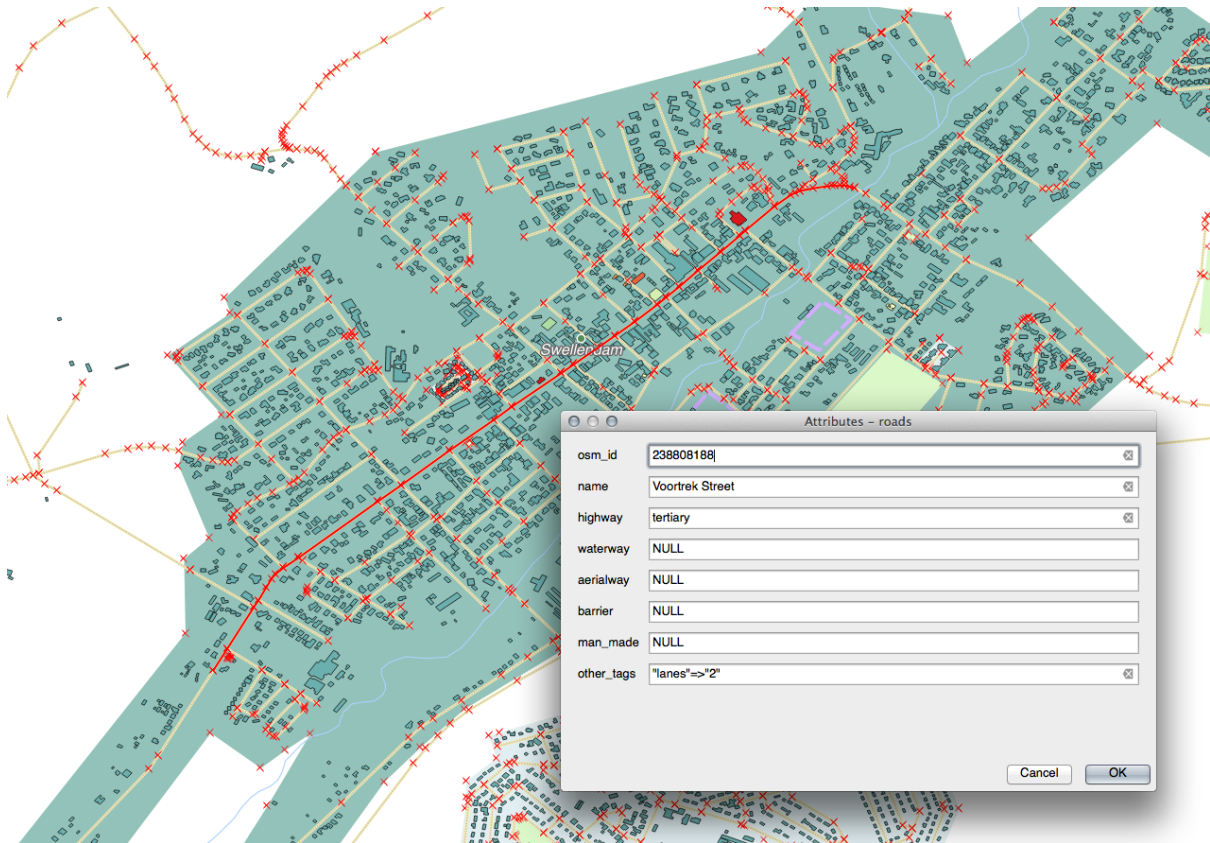 Swellendam
Attributes - roads
osm_id 238808188
name Voortrek Street
highway tertiary
waterway NULL
aerialway NULL
barrier NULL
man_made NULL
other_tags "lanes"=>"2"
Cancel OK